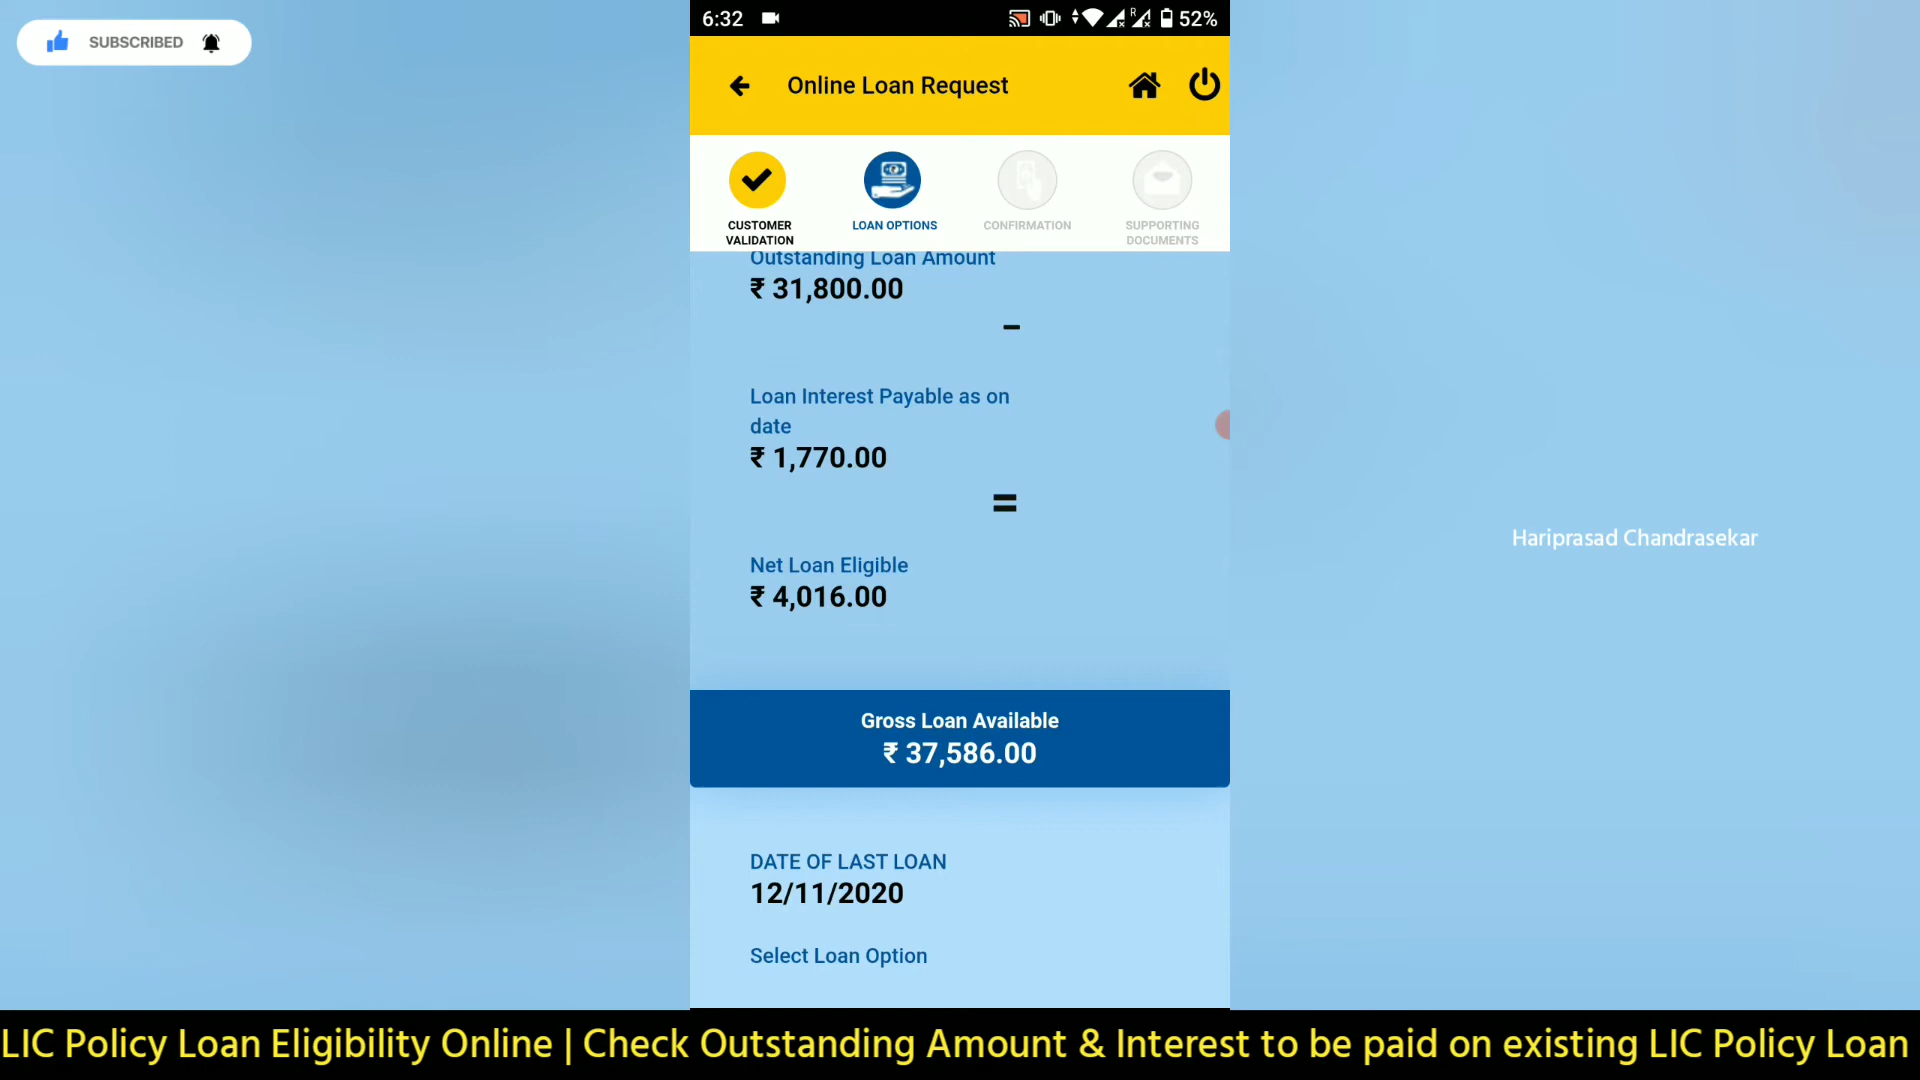 SUBSCRIBED
6:32
R
52%
Online Loan Request
CUSTOMER
VALIDATION
LOAN OPTIONS
CONFIRMATION
SUPPORTING
DOCUMENTS
Outstanding Loan Amount
₹ 31,800.00
-
Loan Interest Payable as on
date
₹ 1,770.00
=
Net Loan Eligible
₹ 4,016.00
Gross Loan Available
₹ 37,586.00
DATE OF LAST LOAN
12/11/2020
Select Loan Option
Hariprasad Chandrasekar
LIC Policy Loan Eligibility Online | Check Outstanding Amount & Interest to be paid on existing LIC Policy Loan